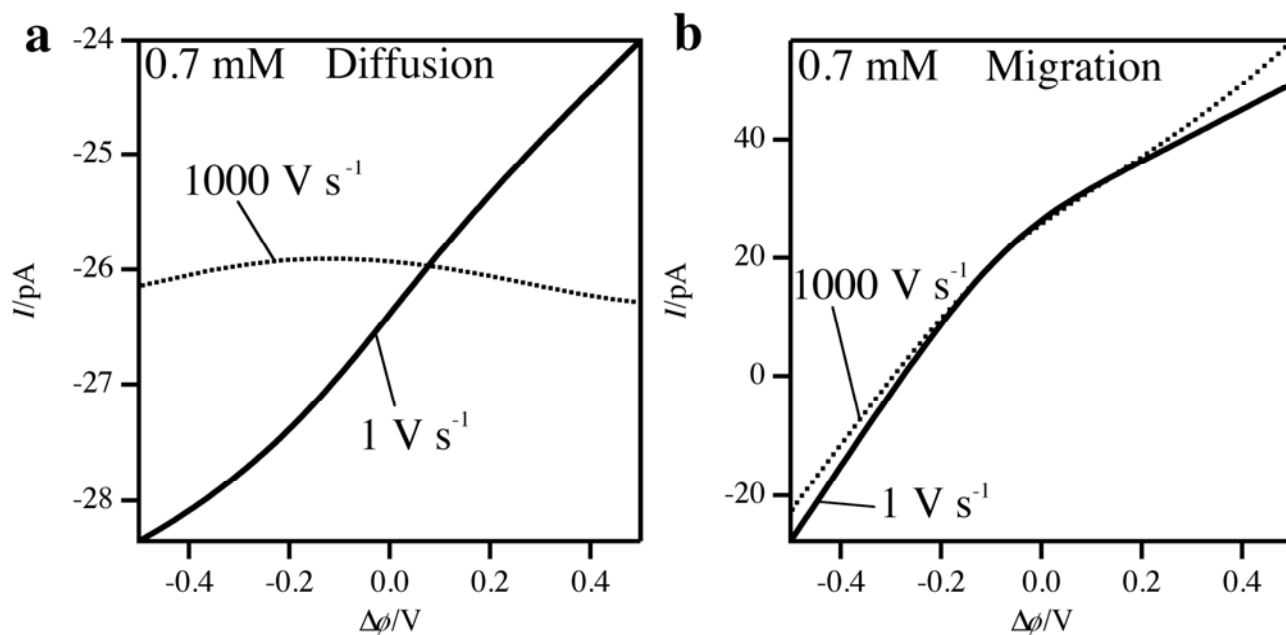 a
0.7 mM Diffusion
-24
-25
-26
-27
-28
I/pA
1000 V s⁻¹
1 V s⁻¹
-0.4 -0.2 0.0 0.2 0.4
Δϕ/V
b
0.7 mM Migration
40
20
0
-20
I/pA
1000 V s⁻¹
1 V s⁻¹
-0.4 -0.2 0.0 0.2 0.4
Δϕ/V